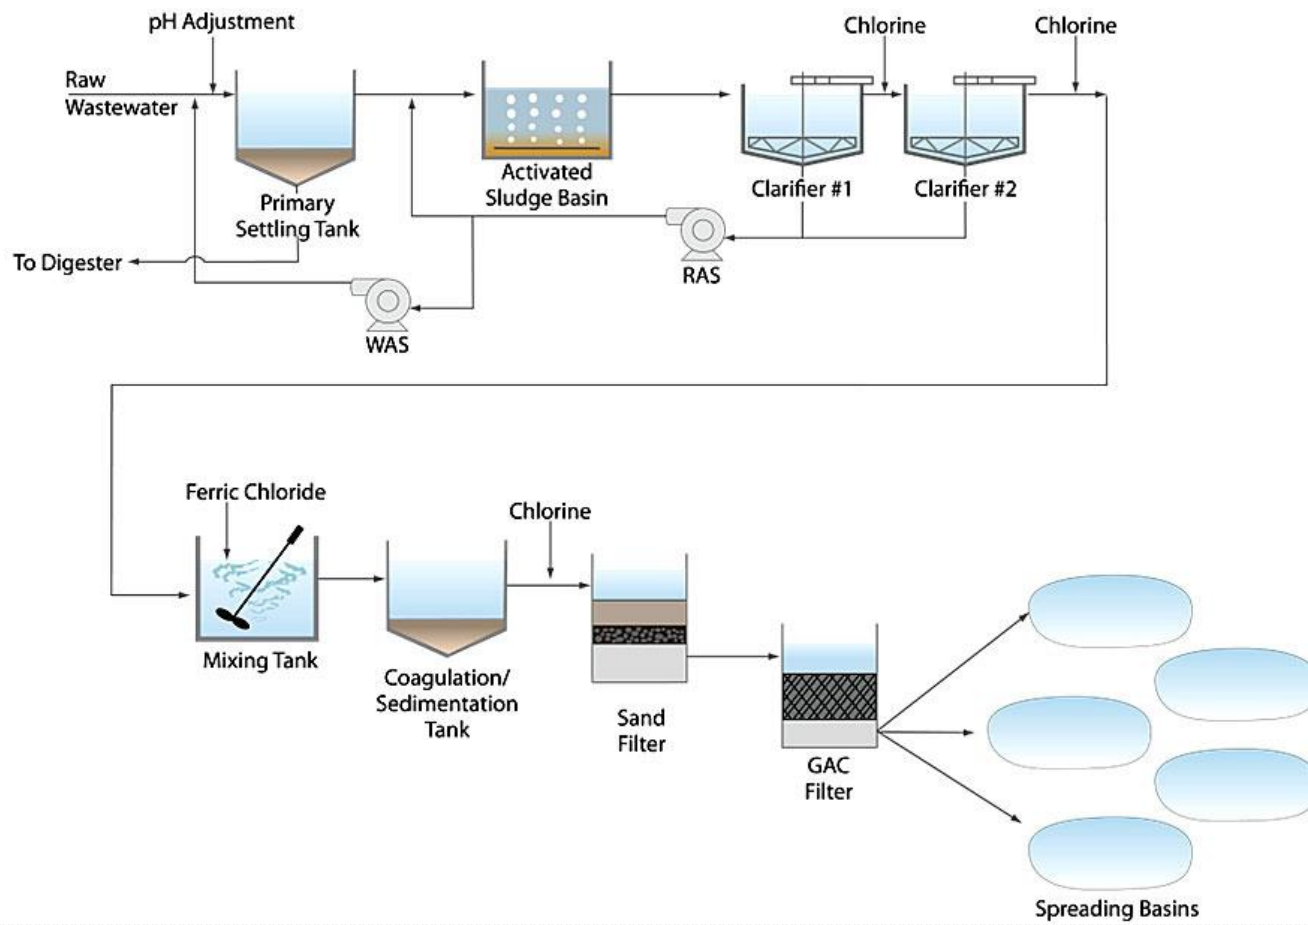 pH Adjustment
Chlorine
Chlorine
Raw
Wastewater
Activated
Sludge Basin
Clarifier #1
Clarifier #2
Primary
Settling Tank
To Digester
RAS
WAS
Ferric Chloride
Chlorine
Mixing Tank
Coagulation/
Sedimentation
Tank
Sand
Filter
GAC
Filter
Spreading Basins